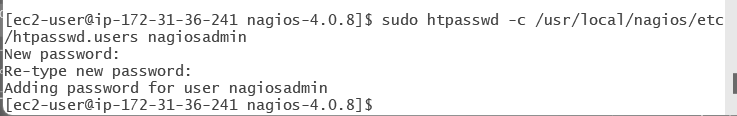 [ec2-user@ip-172-31-36-241 nagios-4.0.8]$ sudo htpasswd -c /usr/local/nagios/etc
/htpasswd.users nagiosadmin
New password:
Re-type new password:
Adding password for user nagiosadmin
[ec2-user@ip-172-31-36-241 nagios-4.0.8]$